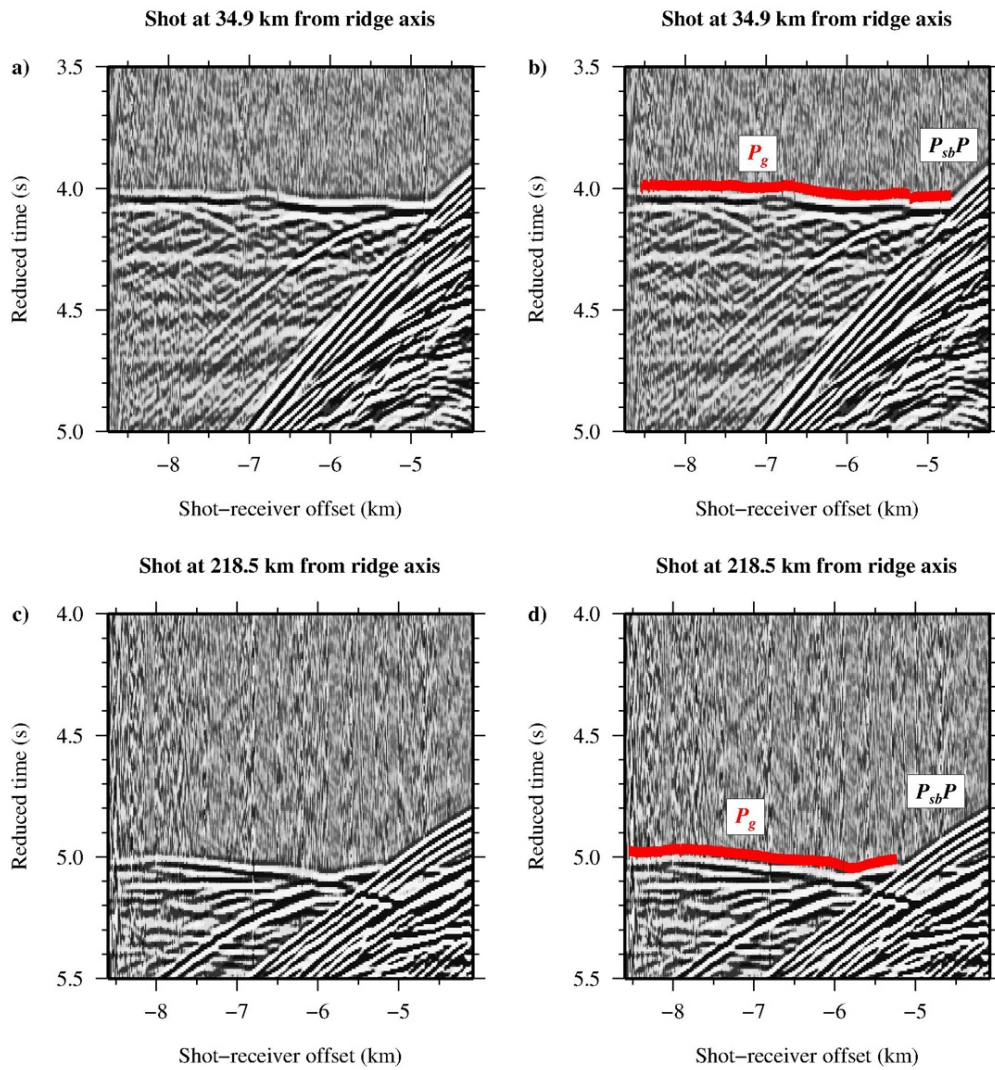 Shot at 34.9 km from ridge axis
Shot at 34.9 km from ridge axis
a)
3.5
4.0
4.5
5.0
Reduced time (s)
−8 −7 −6 −5
Shot−receiver offset (km)
b)
3.5
4.0
4.5
5.0
Reduced time (s)
Pg
PsbP
−8 −7 −6 −5
Shot−receiver offset (km)
Shot at 218.5 km from ridge axis
Shot at 218.5 km from ridge axis
c)
4.0
4.5
5.0
5.5
Reduced time (s)
−8 −7 −6 −5
Shot−receiver offset (km)
d)
4.0
4.5
5.0
5.5
Reduced time (s)
Pg
PsbP
−8 −7 −6 −5
Shot−receiver offset (km)